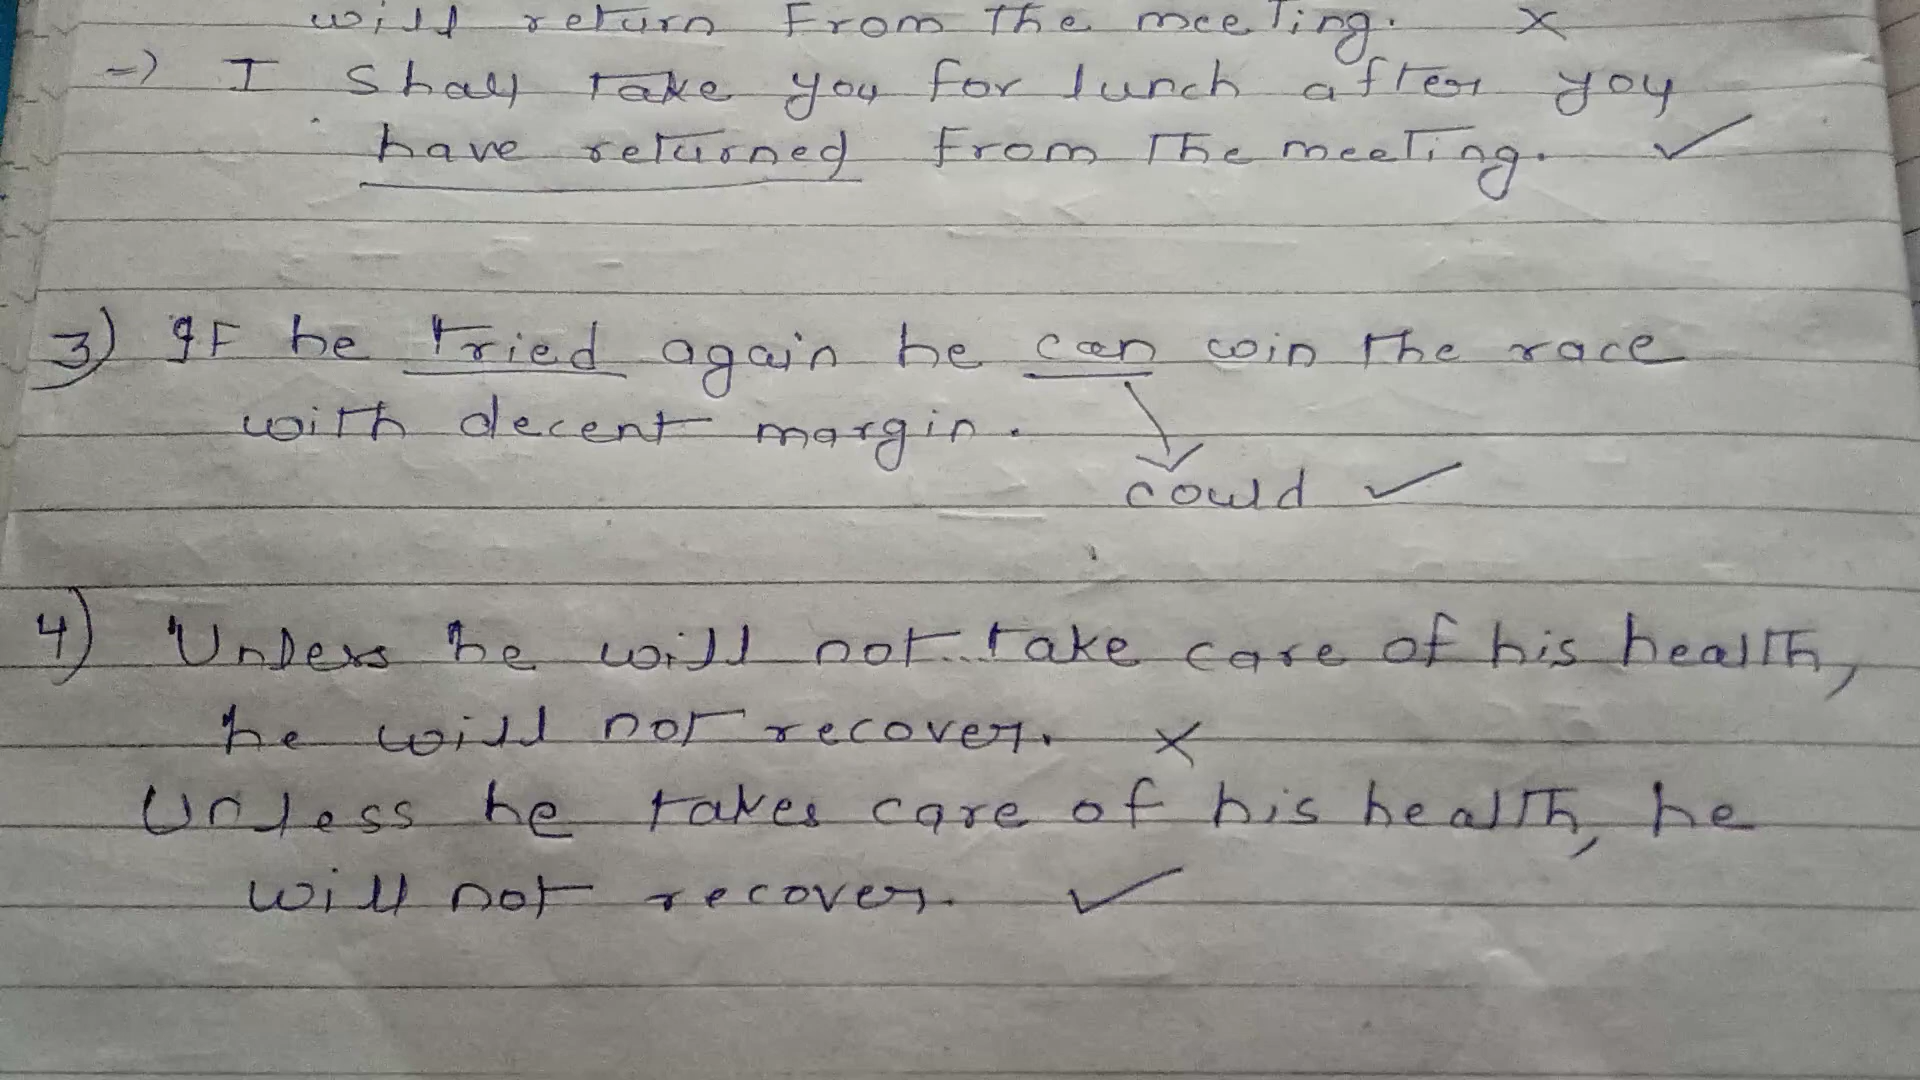 will return From The meeting. ×
=) I shall take you for lunch after you
have returned from The meeting. ✓
3) If he tried again he can win the race
with decent margin.
could ✓
4) Unless he will not take care of his health,
he will not recover. ×
Unless he takes care of his health, he
will not recover. ✓